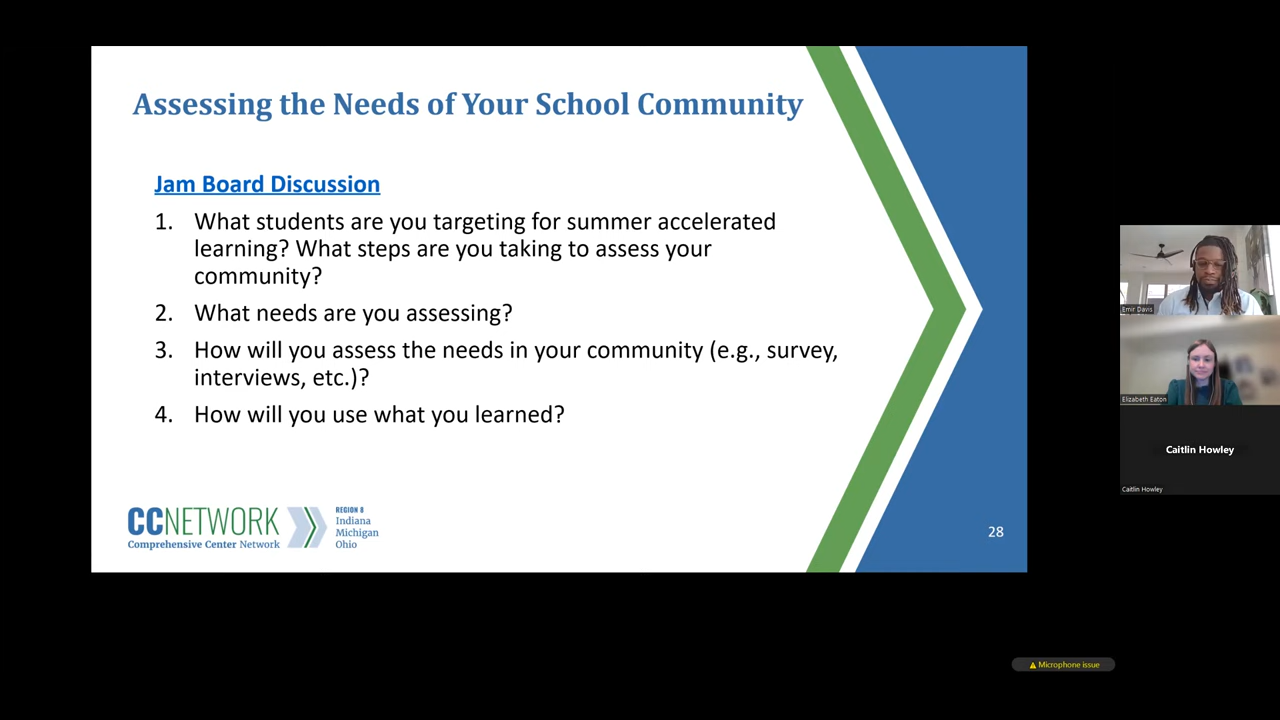 Assessing the Needs of Your School Community
Jam Board Discussion
1. What students are you targeting for summer accelerated
learning? What steps are you taking to assess your
community?
2. What needs are you assessing?
3. How will you assess the needs in your community (e.g., survey,
interviews, etc.)?
4. How will you use what you learned?
CCNETWORK
Comprehensive Center Network
REGION 8
Indiana
Michigan
Ohio
28
Emir Davis
Elizabeth Eaton
Caitlin Howley
Caitlin Howley
Microphone issue